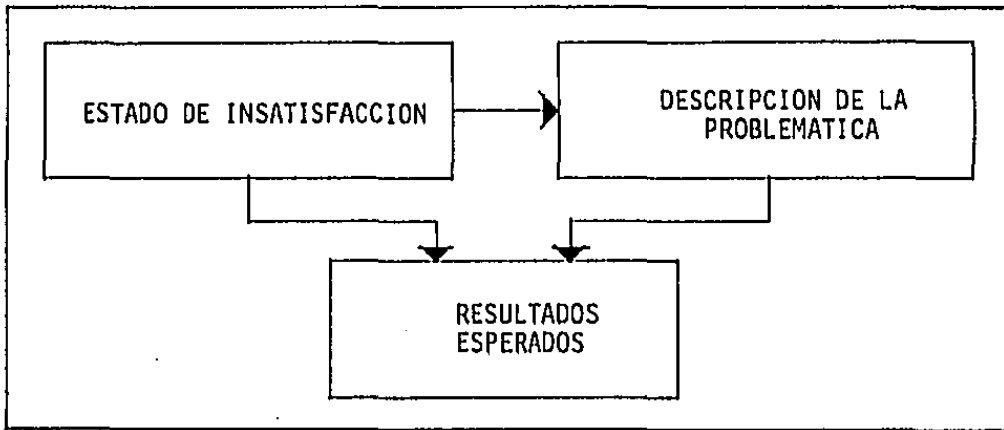 ESTADO DE INSATISFACCION
DESCRIPCION DE LA
PROBLEMATICA
RESULTADOS
ESPERADOS